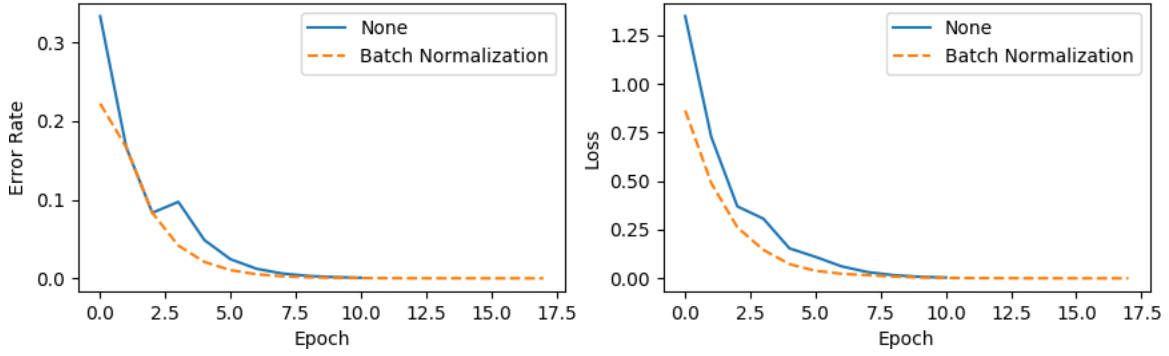 0.3
0.2
0.1
0.0
Error Rate
None
Batch Normalization
0.0 2.5 5.0 7.5 10.0 12.5 15.0 17.5
Epoch
1.25
1.00
0.75
0.50
0.25
0.00
Loss
None
Batch Normalization
0.0 2.5 5.0 7.5 10.0 12.5 15.0 17.5
Epoch